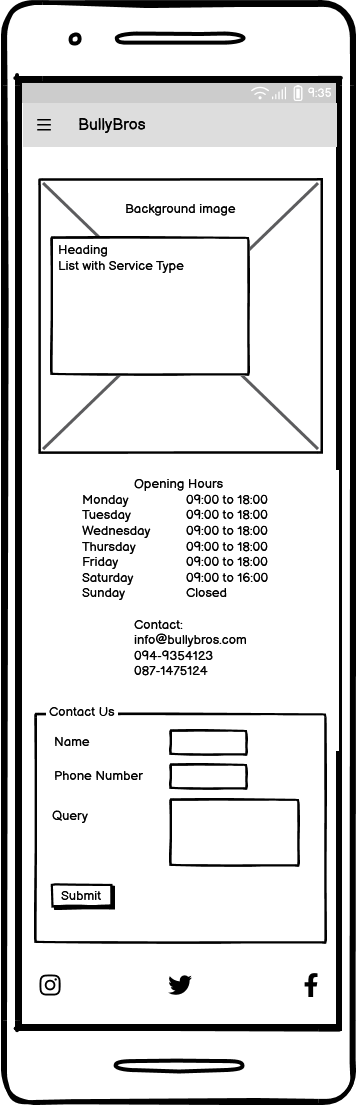 9:35
BullyBros
Background image
Heading
List with Service Type
Opening Hours
Monday 09:00 to 18:00
Tuesday 09:00 to 18:00
Wednesday 09:00 to 18:00
Thursday 09:00 to 18:00
Friday 09:00 to 18:00
Saturday 09:00 to 16:00
Sunday Closed
Contact:
info@bullybros.com
094-9354123
087-1475124
Contact Us
Name
Phone Number
Query
Submit